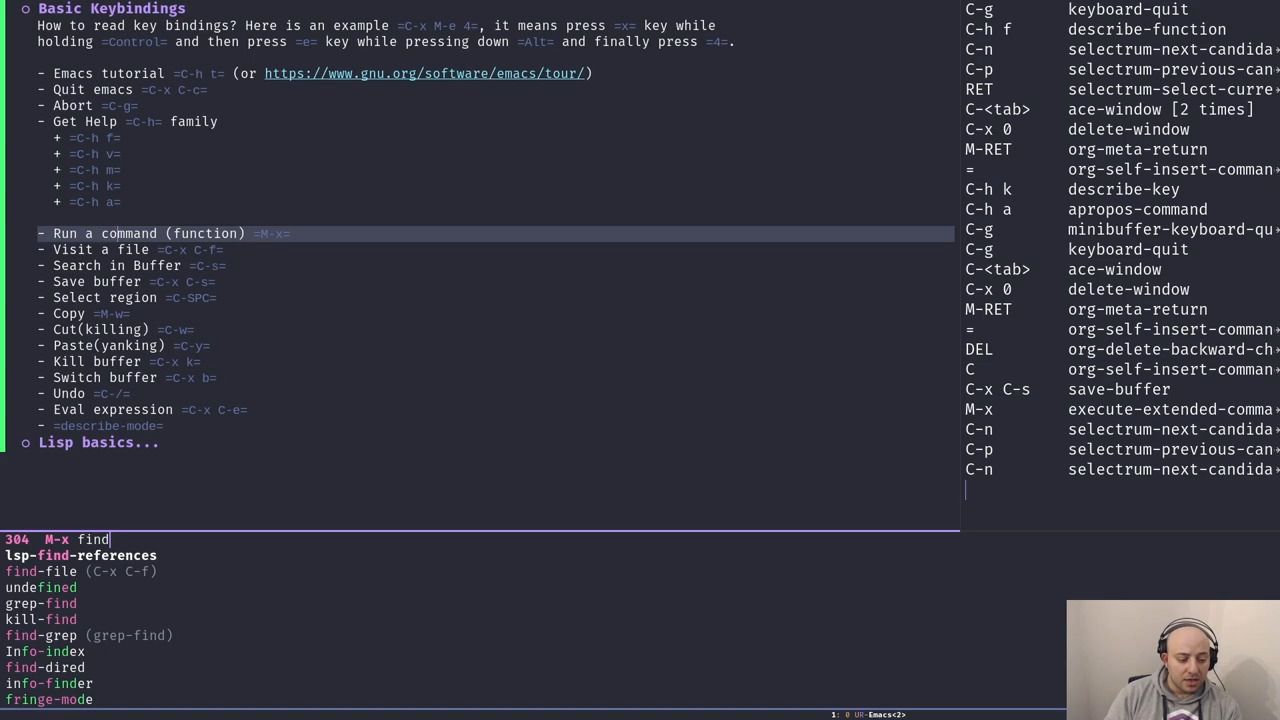 Basic Keybindings
How to read key bindings? Here is an example =C-x M-e 4=, it means press =x= key while
holding =Control= and then press =e= key while pressing down =Alt= and finally press =4=.
- Emacs tutorial =C-h t= (or https://www.gnu.org/software/emacs/tour/)
- Quit emacs =C-x C-c=
- Abort =C-g=
- Get Help =C-h= family
+ =C-h f=
+ =C-h v=
+ =C-h m=
+ =C-h k=
+ =C-h a=
- Run a command (function) =M-x=
- Visit a file =C-x C-f=
- Search in Buffer =C-s=
- Save buffer =C-x C-s=
- Select region =C-SPC=
- Copy =M-w=
- Cut(killing) =C-w=
- Paste(yanking) =C-y=
- Kill buffer =C-x k=
- Switch buffer =C-x b=
- Undo =C-/=
- Eval expression =C-x C-e=
- =describe-mode=
Lisp basics...
C-g keyboard-quit
C-h f describe-function
C-n selectrum-next-candida
C-p selectrum-previous-can
RET selectrum-select-curre
C-<tab> ace-window [2 times]
C-x 0 delete-window
M-RET org-meta-return
= org-self-insert-comman
C-h k describe-key
C-h a apropos-command
C-g minibuffer-keyboard-qu
C-g keyboard-quit
C-<tab> ace-window
C-x 0 delete-window
M-RET org-meta-return
= org-self-insert-comman
DEL org-delete-backward-ch
C org-self-insert-comman
C-x C-s save-buffer
M-x execute-extended-comma
C-n selectrum-next-candida
C-p selectrum-previous-can
C-n selectrum-next-candida
304 M-x find
lsp-find-references
find-file (C-x C-f)
undefined
grep-find
kill-find
find-grep (grep-find)
Info-index
find-dired
info-finder
fringe-mode
1: 0 UR-Emacs<2>